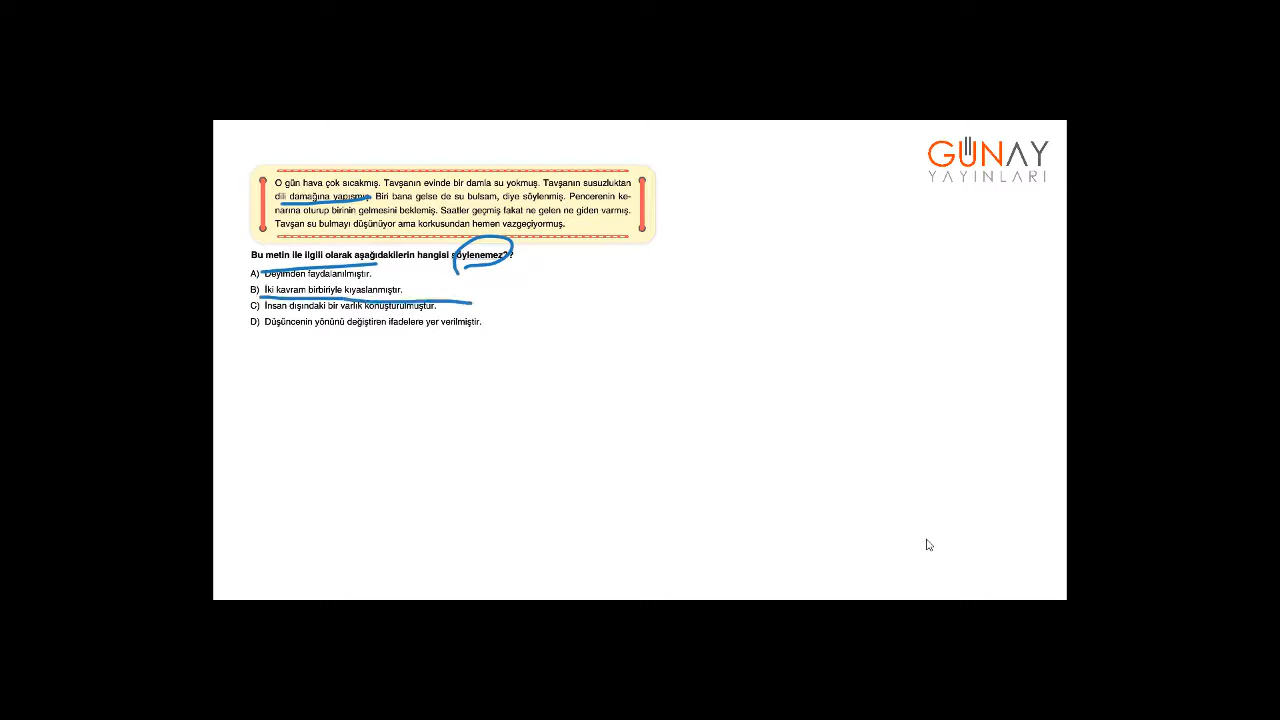 GÜNAY
YAYINLARI
O gün hava çok sıcakmış. Tavşanın evinde bir damla su yokmuş. Tavşanın susuzluktan
dili damağına yapışmış. Biri bana gelse de su bulsam, diye söylenmiş. Pencerenin ke-
narına oturup birinin gelmesini beklemiş. Saatler geçmiş fakat ne gelen ne giden varmış.
Tavşan su bulmayı düşünüyor ama korkusundan hemen vazgeçiyormuş.
Bu metin ile ilgili olarak aşağıdakilerin hangisi söylenemez??
A) Deyimden faydalanılmıştır.
B) İki kavram birbiriyle kıyaslanmıştır.
C) İnsan dışındaki bir varlık konuşturulmuştur.
D) Düşüncenin yönünü değiştiren ifadelere yer verilmiştir.